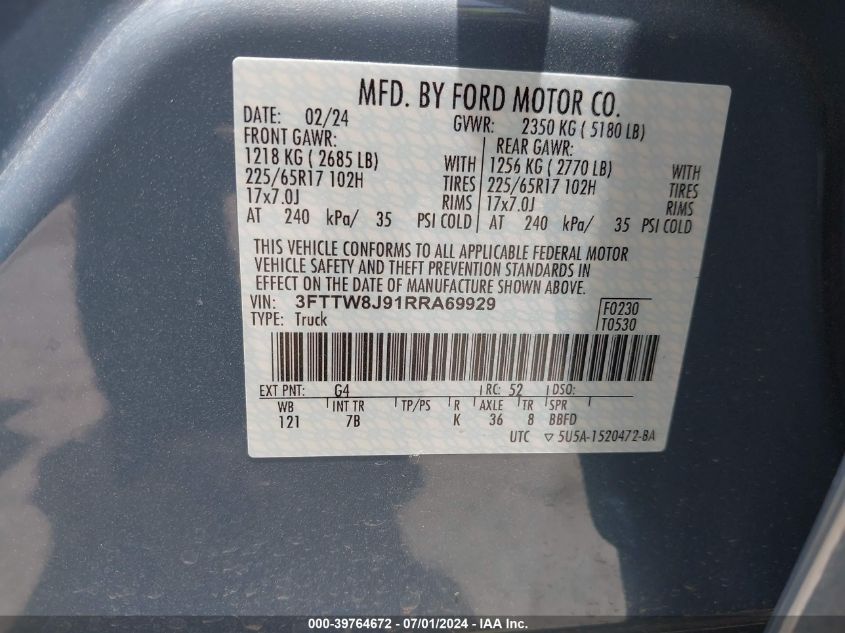 MFD. BY FORD MOTOR CO.
DATE: 02/24 GVWR: 2350 KG ( 5180 LB)
FRONT GAWR: REAR GAWR:
1218 KG ( 2685 LB) WITH 1256 KG ( 2770 LB) WITH
225/65R17 102H TIRES 225/65R17 102H TIRES
17x7.0J RIMS 17x7.0J RIMS
AT 240 kPa/ 35 PSI COLD AT 240 kPa/ 35 PSI COLD
THIS VEHICLE CONFORMS TO ALL APPLICABLE FEDERAL MOTOR
VEHICLE SAFETY AND THEFT PREVENTION STANDARDS IN
EFFECT ON THE DATE OF MANUFACTURE SHOWN ABOVE.
VIN: 3FTTW8J91RRA69929 F0230
TYPE: Truck T0530
EXT PNT: G4 RC: 52 DSO:
WB INT TR TP/PS R AXLE TR SPR
121 7B K 36 8 BBFD
UTC ▽ 5U5A-1520472-BA
000-39764672 / 07/01/2024 - IAA Inc.